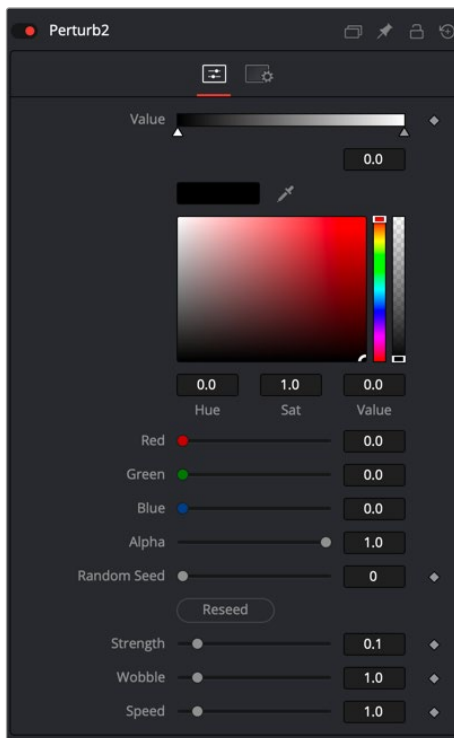 Perturb2
Value
0.0
0.0 1.0 0.0
Hue Sat Value
Red 0.0
Green 0.0
Blue 0.0
Alpha 1.0
Random Seed 0
Reseed
Strength 0.1
Wobble 1.0
Speed 1.0